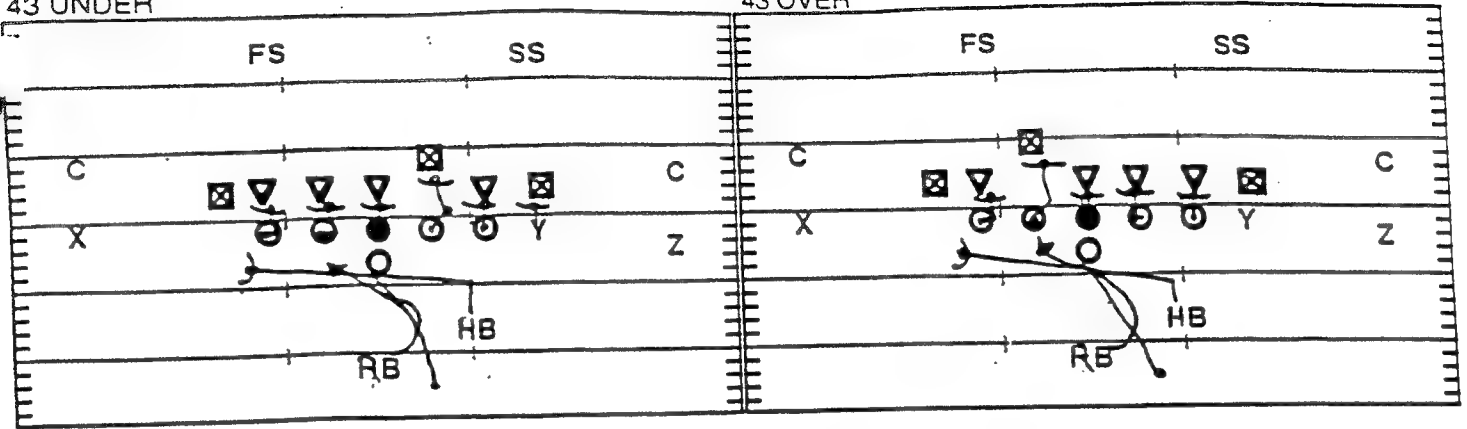 43 UNDER
43 OVER
FS SS
FS SS
C C
C C
X Y Z
X Y Z
HB
HB
RB
RB